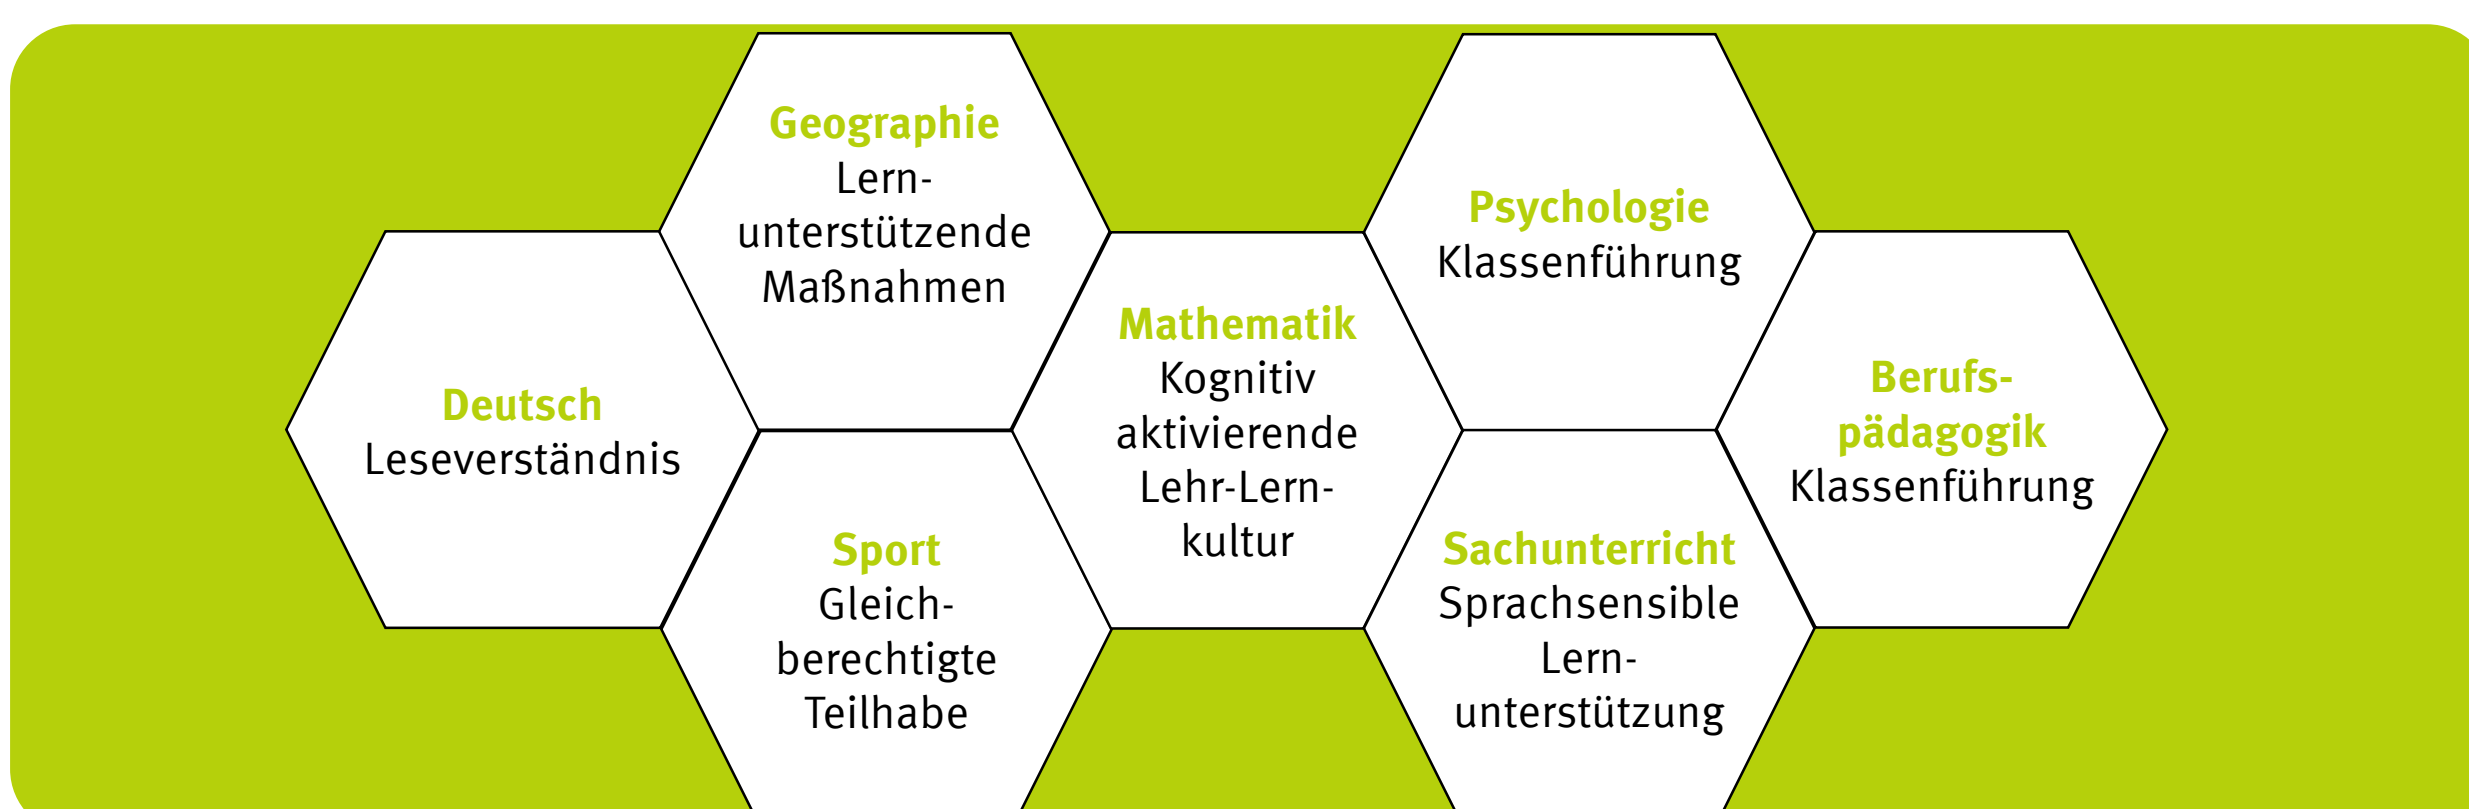 Geographie
Lern-
unterstützende
Maßnahmen
Psychologie
Klassenführung
Deutsch
Leseverständnis
Mathematik
Kognitiv
aktivierende
Lehr-Lern-
kultur
Berufs-
pädagogik
Klassenführung
Sport
Gleich-
berechtigte
Teilhabe
Sachunterricht
Sprachsensible
Lern-
unterstützung